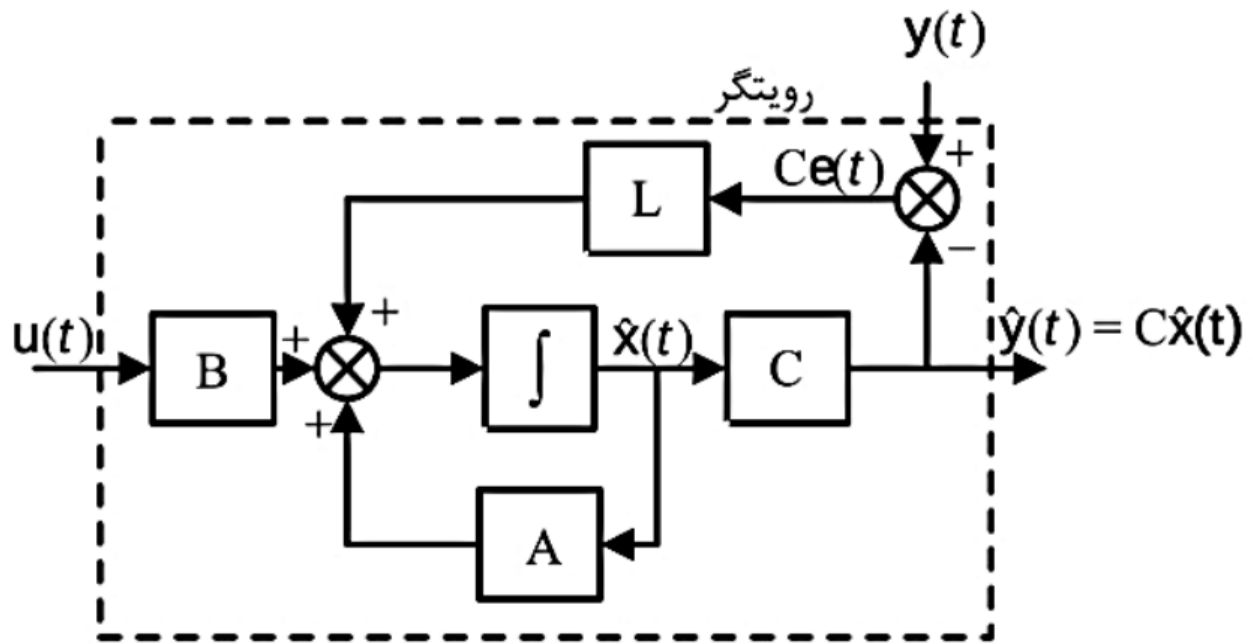 y(t)
رویتگر
+
Ce(t)
L
−
+
u(t)
B
+
∫
x̂(t)
C
ŷ(t) = Cx̂(t)
+
A